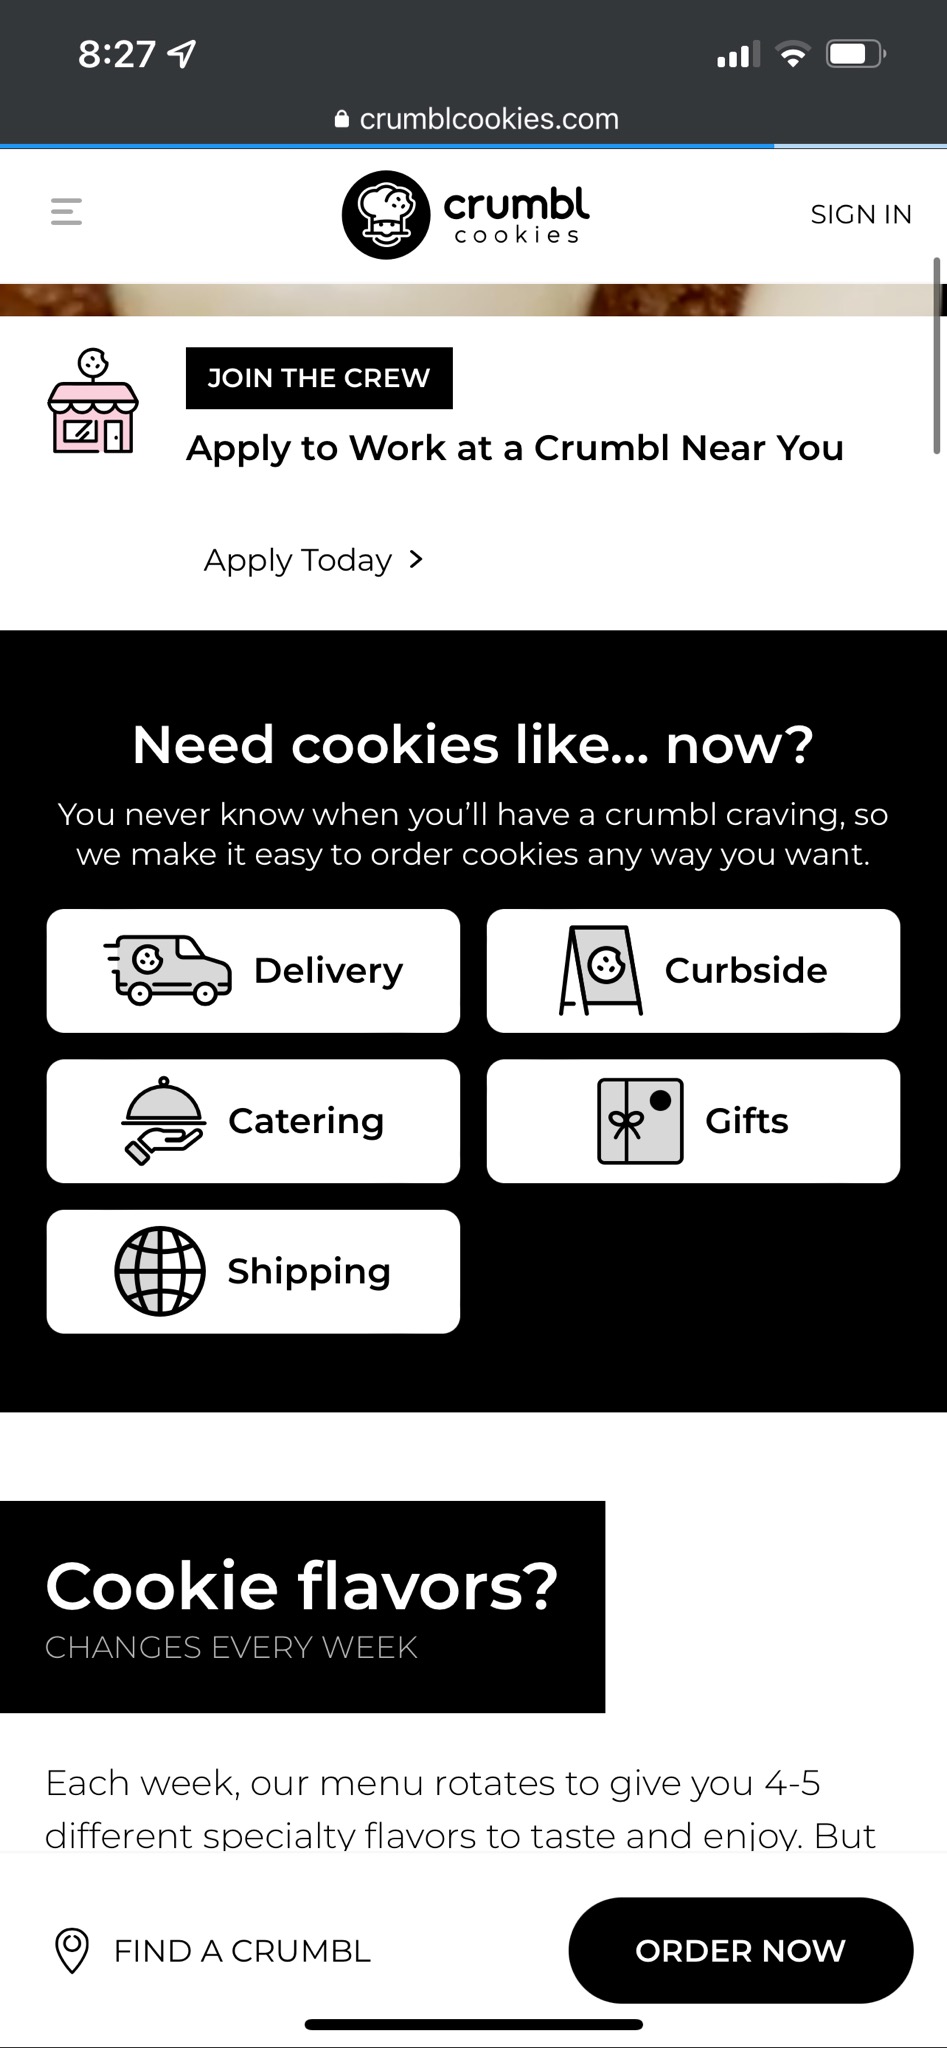 8:27
crumblcookies.com
crumbl
cookies
SIGN IN
JOIN THE CREW
Apply to Work at a Crumbl Near You
Apply Today >
Need cookies like... now?
You never know when you’ll have a crumbl craving, so
we make it easy to order cookies any way you want.
Delivery
Curbside
Catering
Gifts
Shipping
Cookie flavors?
CHANGES EVERY WEEK
Each week, our menu rotates to give you 4-5
different specialty flavors to taste and enjoy. But
FIND A CRUMBL
ORDER NOW